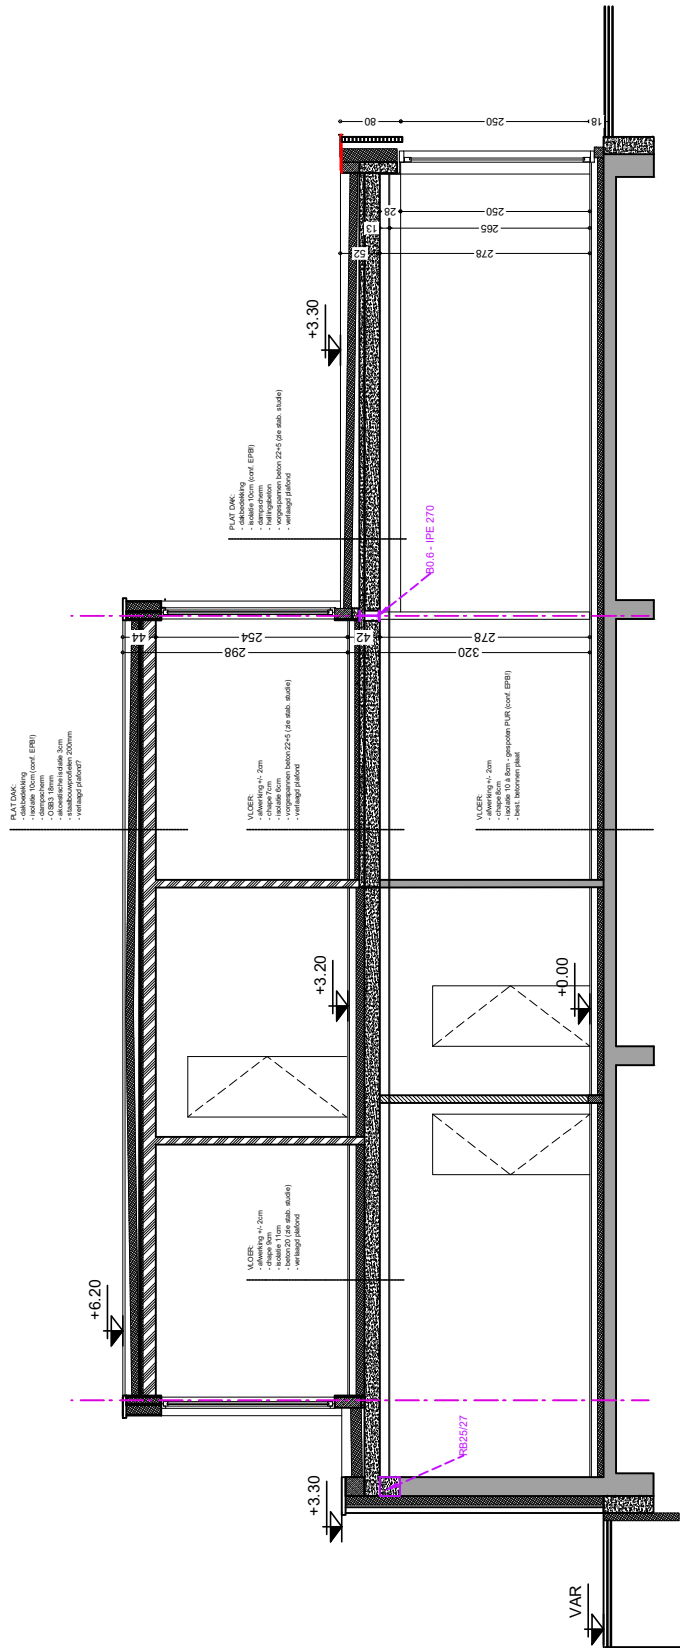 PLAT DAK:
- dakbedekking
- isolatie 10cm (conf. EPB!)
- dampscherm
- OSB3 18mm
- akoestische isolatie 3cm
- staalbouwprofielen 200mm
- verlaagd plafond?
PLAT DAK:
- dakbedekking
- isolatie 10cm (conf. EPB!)
- dampscherm
- hellingsbeton
- vorgespannen beton 22+5 (zie stab. studie)
- verlaagd plafond
VLOER:
- afwerking +/- 2cm
- chape 7cm
- isolatie 6cm
- vorgespannen beton 22+5 (zie stab. studie)
- verlaagd plafond
VLOER:
- afwerking +/- 2cm
- chape 8cm
- isolatie 10 à 8cm - gespoten PUR (conf. EPB!)
- best. betonnen plaat
VLOER:
- afwerking +/- 2cm
- chape 9cm
- isolatie 11cm
- beton 20 (zie stab. studie)
- verlaagd plafond
+6.20
+3.30
+3.20
+0.00
+3.30
VAR
B0.6 - IPE 270
RB25/27
80
250
18
28
250
13
265
52
278
44
254
42
278
298
320